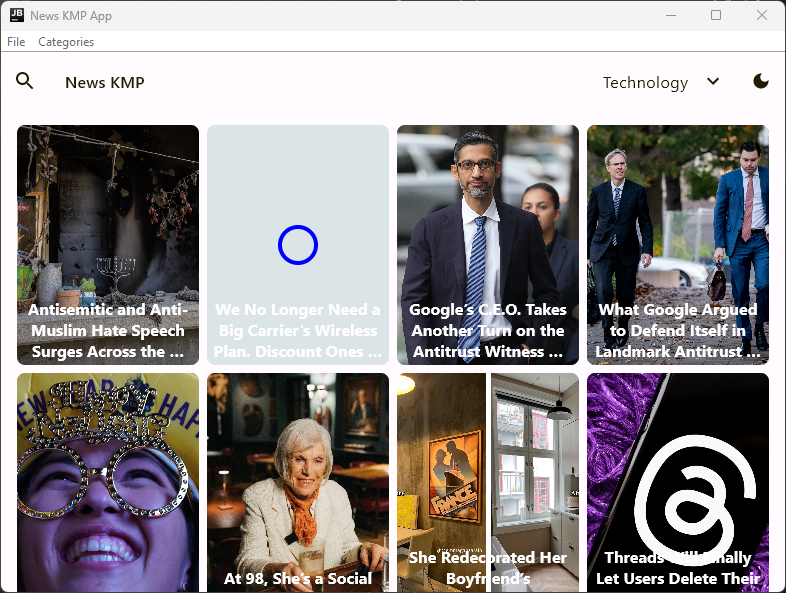 News KMP App
File Categories
News KMP
Technology
Antisemitic and Anti-
Muslim Hate Speech
Surges Across the ...
We No Longer Need a
Big Carrier's Wireless
Plan. Discount Ones ...
Google's C.E.O. Takes
Another Turn on the
Antitrust Witness ...
What Google Argued
to Defend Itself in
Landmark Antitrust ...
At 98, She's a Social
FRANCE
She Redecorated Her
Boyfriend's
Threads Will Finally
Let Users Delete Their